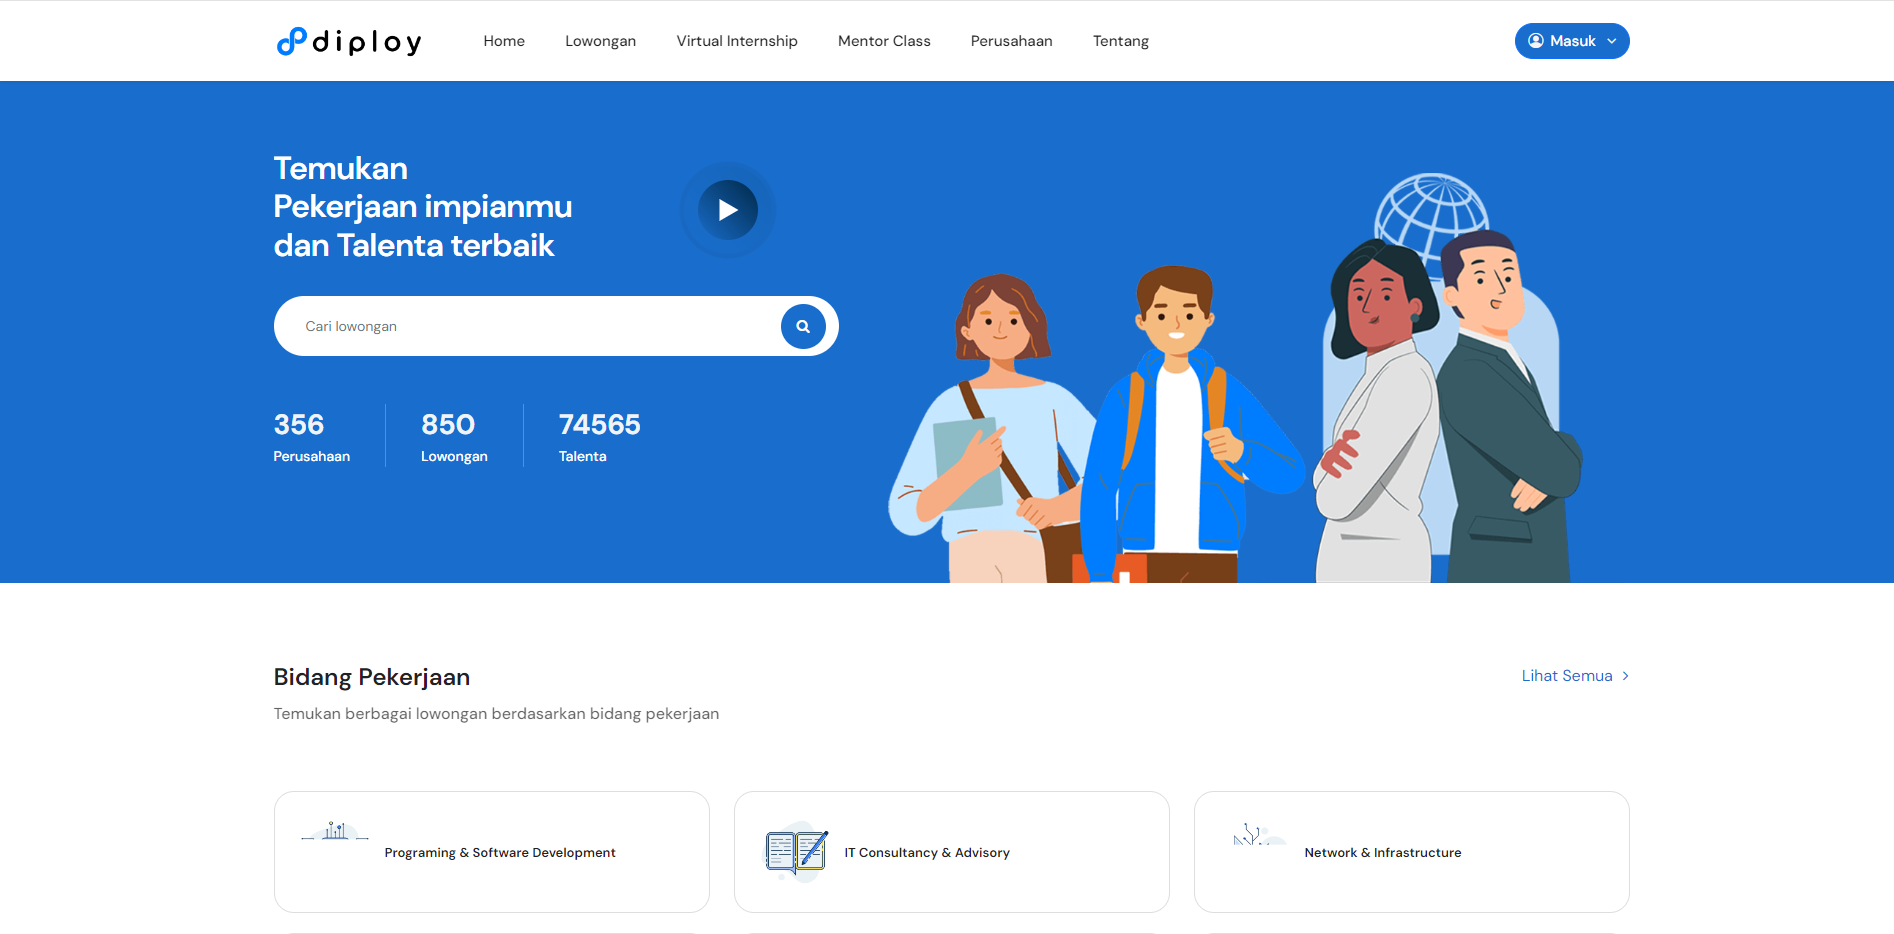 diploy
Home
Lowongan
Virtual Internship
Mentor Class
Perusahaan
Tentang
Masuk
Temukan
Pekerjaan impianmu
dan Talenta terbaik
Cari lowongan
356
Perusahaan
850
Lowongan
74565
Talenta
Bidang Pekerjaan
Lihat Semua
Temukan berbagai lowongan berdasarkan bidang pekerjaan
Programing & Software Development
IT Consultancy & Advisory
Network & Infrastructure